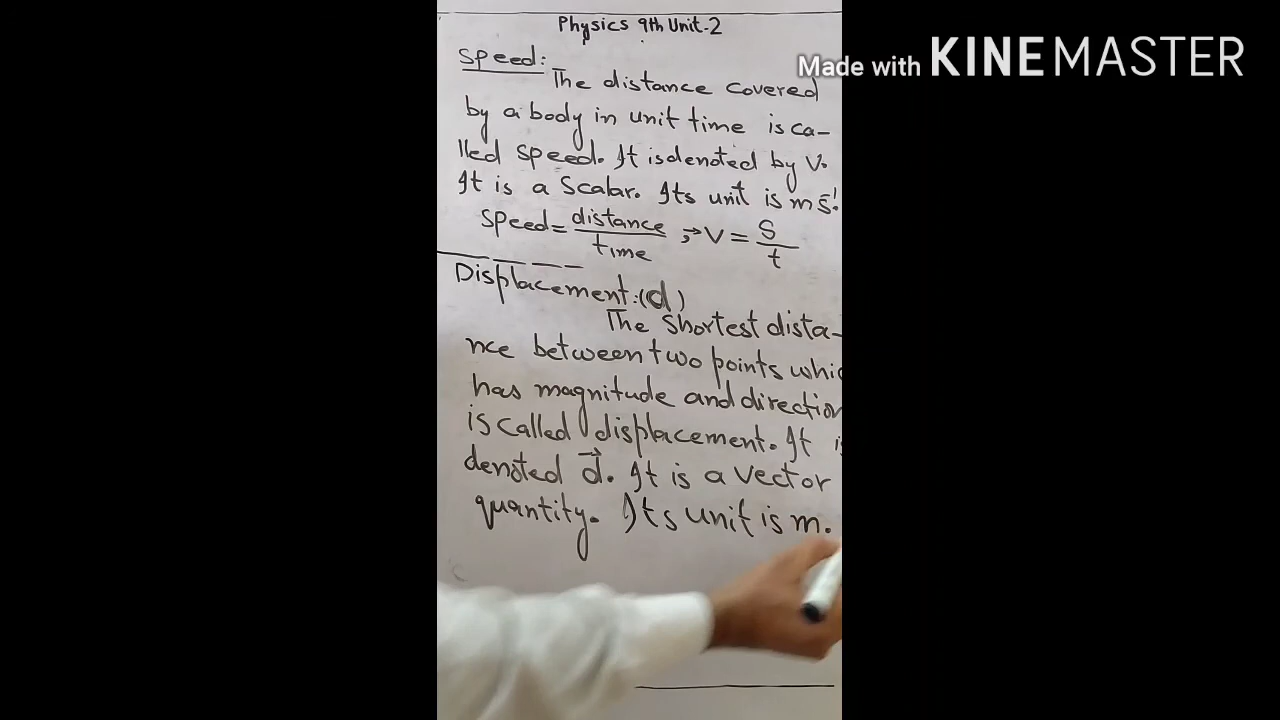 Physics 9th Unit-2
Made with KINEMASTER
Speed:
The distance covered
by a body in unit time is ca-
lled speed. It is denoted by V.
It is a Scalar. Its unit is m s⁻¹.
Speed = distance/time ; → V = S/t
Displacement:(d)
The shortest dista-
nce between two points whic
has magnitude and direction
is called displacement. It is
denoted d⃗. It is a vector
quantity. Its unit is m.